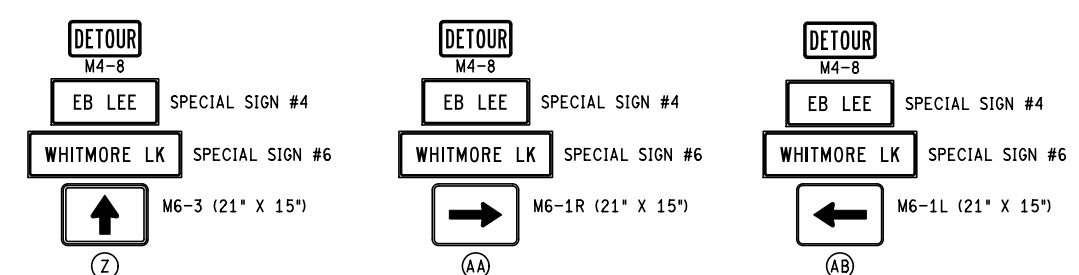 DETOUR
M4-8
EB LEE SPECIAL SIGN #4
WHITMORE LK SPECIAL SIGN #6
M6-3 (21" X 15")
Z
DETOUR
M4-8
EB LEE SPECIAL SIGN #4
WHITMORE LK SPECIAL SIGN #6
M6-1R (21" X 15")
AA
DETOUR
M4-8
EB LEE SPECIAL SIGN #4
WHITMORE LK SPECIAL SIGN #6
M6-1L (21" X 15")
AB